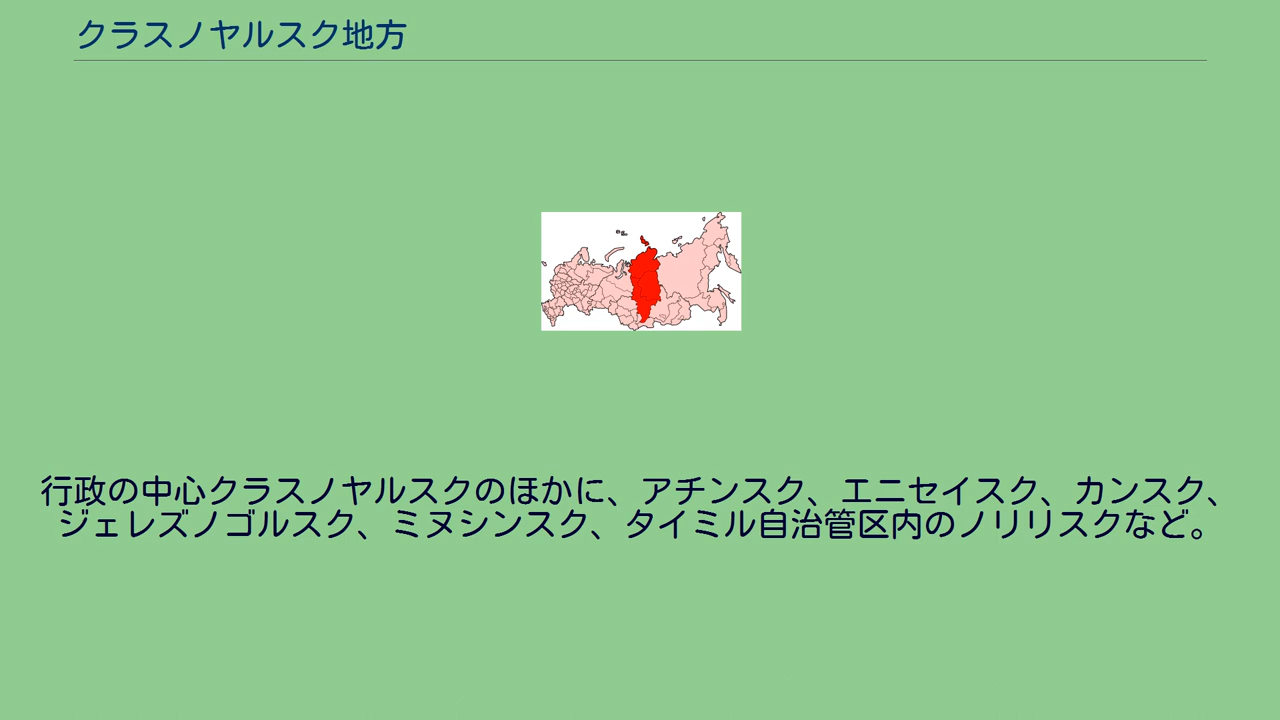 クラスノヤルスク地方
行政の中心クラスノヤルスクのほかに、アチンスク、エニセイスク、カンスク、
ジェレズノゴルスク、ミヌシンスク、タイミル自治管区内のノリリスクなど。